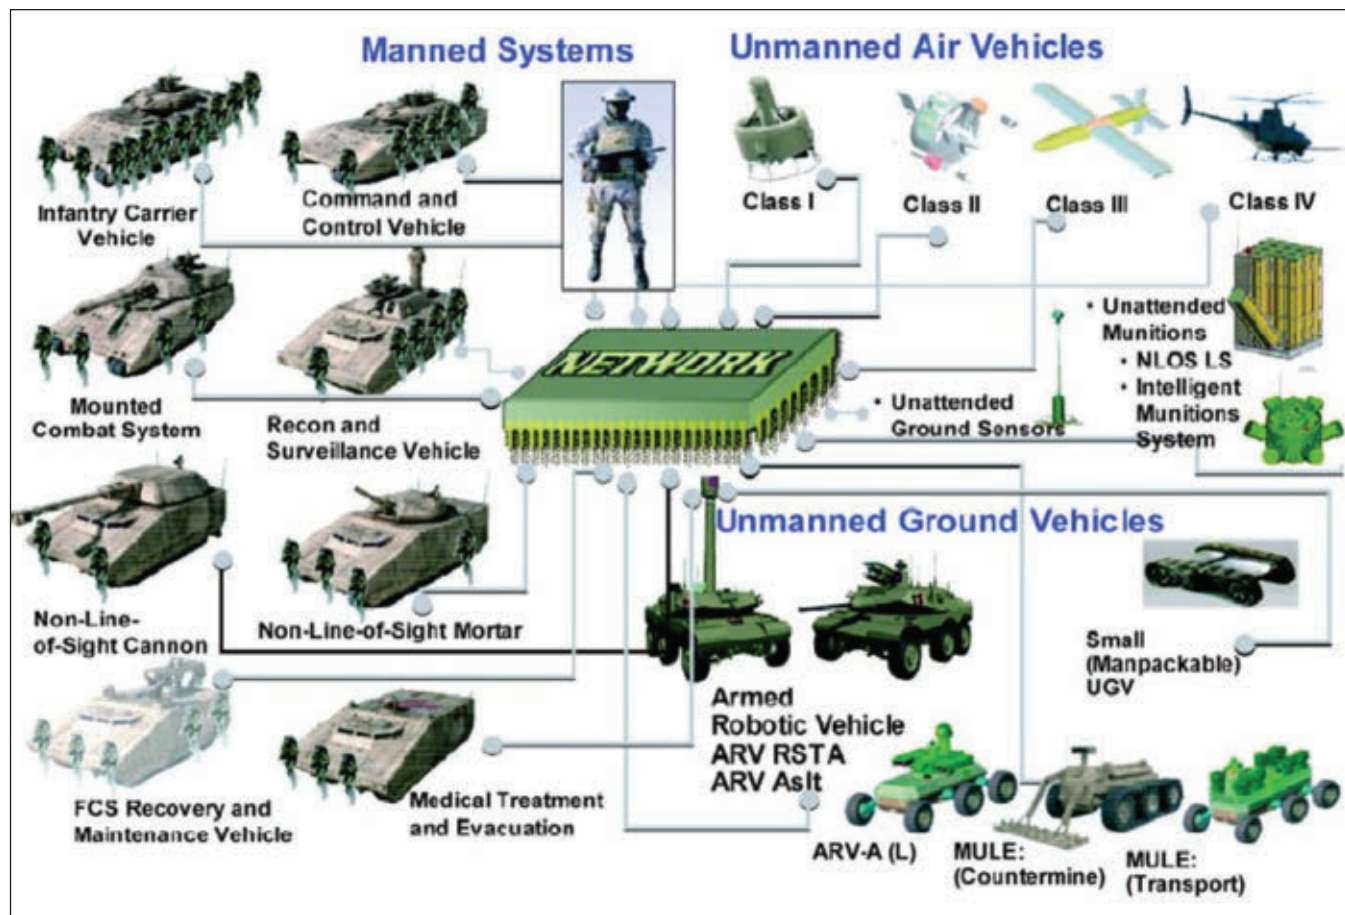 Manned Systems
Unmanned Air Vehicles
Infantry Carrier
Vehicle
Command and
Control Vehicle
Class I
Class II
Class III
Class IV
Mounted
Combat System
Recon and
Surveillance Vehicle
NETWORK
• Unattended
Ground Sensors
• Unattended
Munitions
• NLOS LS
• Intelligent
Munitions
System
Non-Line-
of-Sight Cannon
Non-Line-of-Sight Mortar
Unmanned Ground Vehicles
Small
(Manpackable)
UGV
FCS Recovery and
Maintenance Vehicle
Medical Treatment
and Evacuation
Armed
Robotic Vehicle
ARV RSTA
ARV Aslt
ARV-A (L)
MULE:
(Countermine)
MULE:
(Transport)